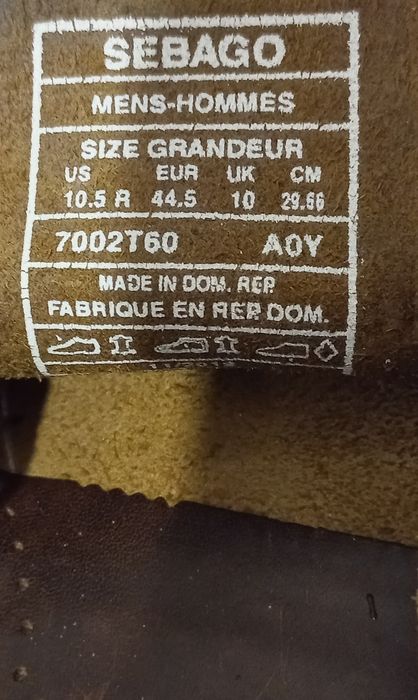 SEBAGO
MENS-HOMMES
SIZE GRANDEUR
US EUR UK CM
10.5 R 44.5 10 29.66
7002T60 A0Y
MADE IN DOM. REP
FABRIQUE EN REP DOM.